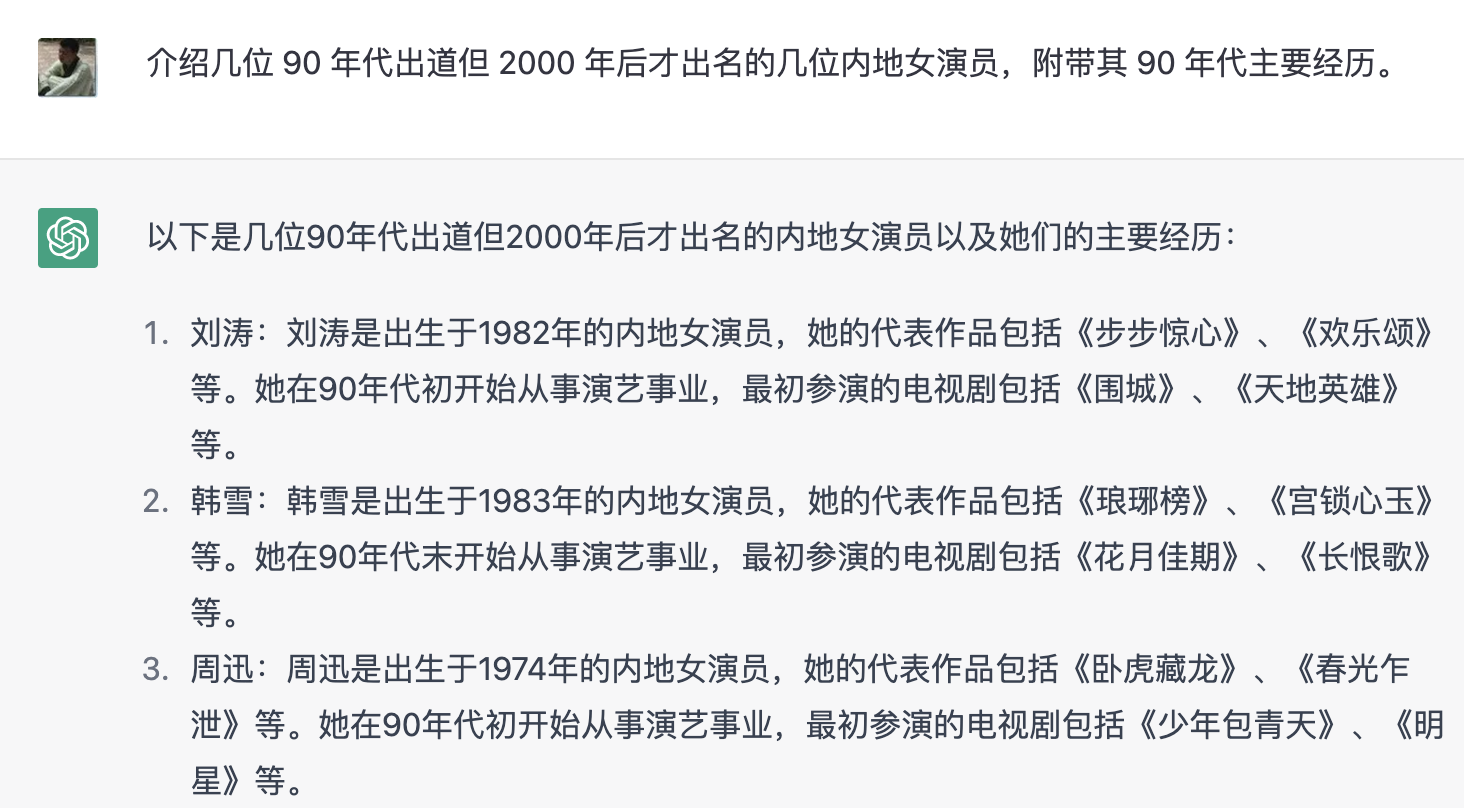 介绍几位 90 年代出道但 2000 年后才出名的几位内地女演员，附带其 90 年代主要经历。
以下是几位90年代出道但2000年后才出名的内地女演员以及她们的主要经历：
1. 刘涛：刘涛是出生于1982年的内地女演员，她的代表作品包括《步步惊心》、《欢乐颂》
等。她在90年代初开始从事演艺事业，最初参演的电视剧包括《围城》、《天地英雄》
等。
2. 韩雪：韩雪是出生于1983年的内地女演员，她的代表作品包括《琅琊榜》、《宫锁心玉》
等。她在90年代末开始从事演艺事业，最初参演的电视剧包括《花月佳期》、《长恨歌》
等。
3. 周迅：周迅是出生于1974年的内地女演员，她的代表作品包括《卧虎藏龙》、《春光乍
泄》等。她在90年代初开始从事演艺事业，最初参演的电视剧包括《少年包青天》、《明
星》等。